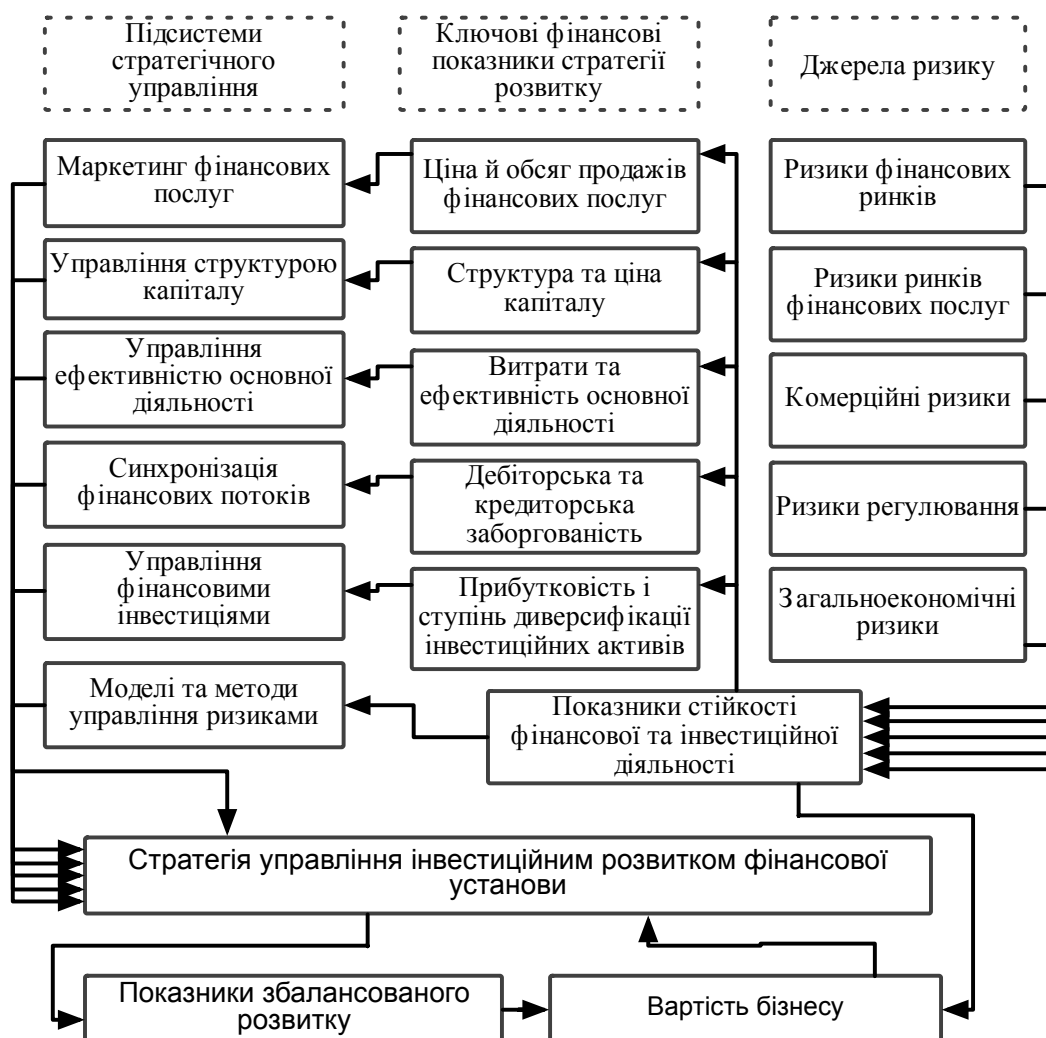 Підсистеми
стратегічного
управління
Ключові фінансові
показники стратегії
розвитку
Джерела ризику
Маркетинг фінансових
послуг
Ціна й обсяг продажів
фінансових послуг
Ризики фінансових
ринків
Управління структурою
капіталу
Структура та ціна
капіталу
Ризики ринків
фінансових послуг
Управління
ефективністю основної
діяльності
Витрати та
ефективність основної
діяльності
Комерційні ризики
Синхронізація
фінансових потоків
Дебіторська та
кредиторська
заборгованість
Ризики регулювання
Управління
фінансовими
інвестиціями
Прибутковість і
ступінь диверсифікації
інвестиційних активів
Загальноекономічні
ризики
Моделі та методи
управління ризиками
Показники стійкості
фінансової та інвестиційної
діяльності
Стратегія управління інвестиційним розвитком фінансової
установи
Показники збалансованого
розвитку
Вартість бізнесу